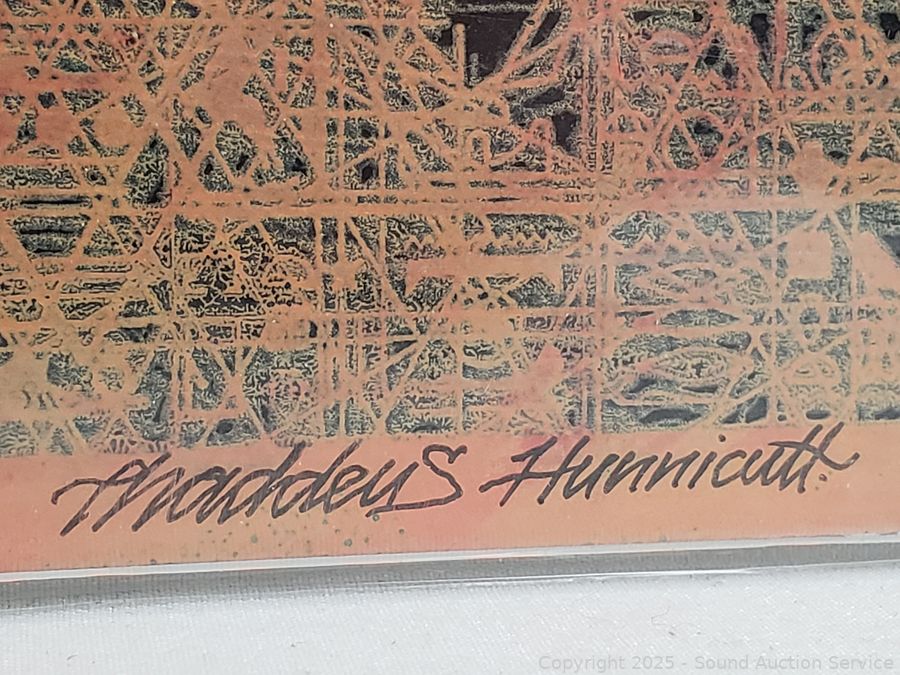 Thaddeus Hunnicutt
Copyright 2025 - Sound Auction Service